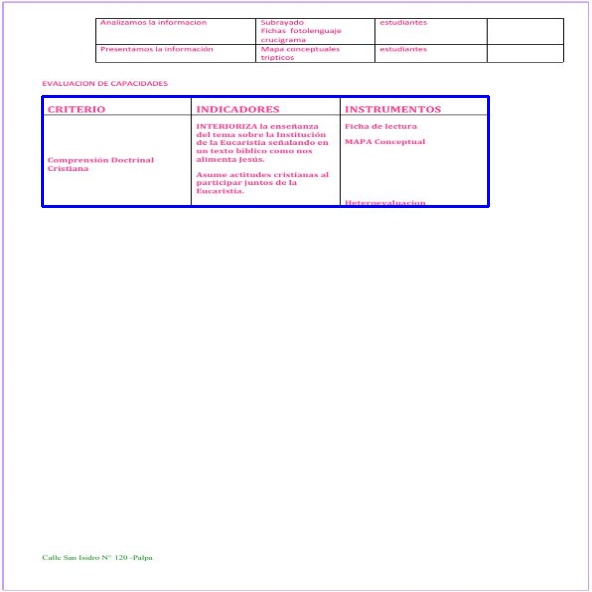 Analizamos la informacion Subrayado estudiantes
Fichas fotolenguaje
crucigrama
Presentamos la información Mapa conceptuales estudiantes
tripticos
EVALUACION DE CAPACIDADES
CRITERIO INDICADORES INSTRUMENTOS
INTERIORIZA la enseñanza Ficha de lectura
del tema sobre la Institución
de la Eucaristía señalando en MAPA Conceptual
un texto bíblico como nos
Comprensión Doctrinal alimenta Jesús.
Cristiana
Asume actitudes cristianas al
participar juntos de la
Eucaristía.
Heteroevaluacion
Calle San Isidro N° 120 -Palpa